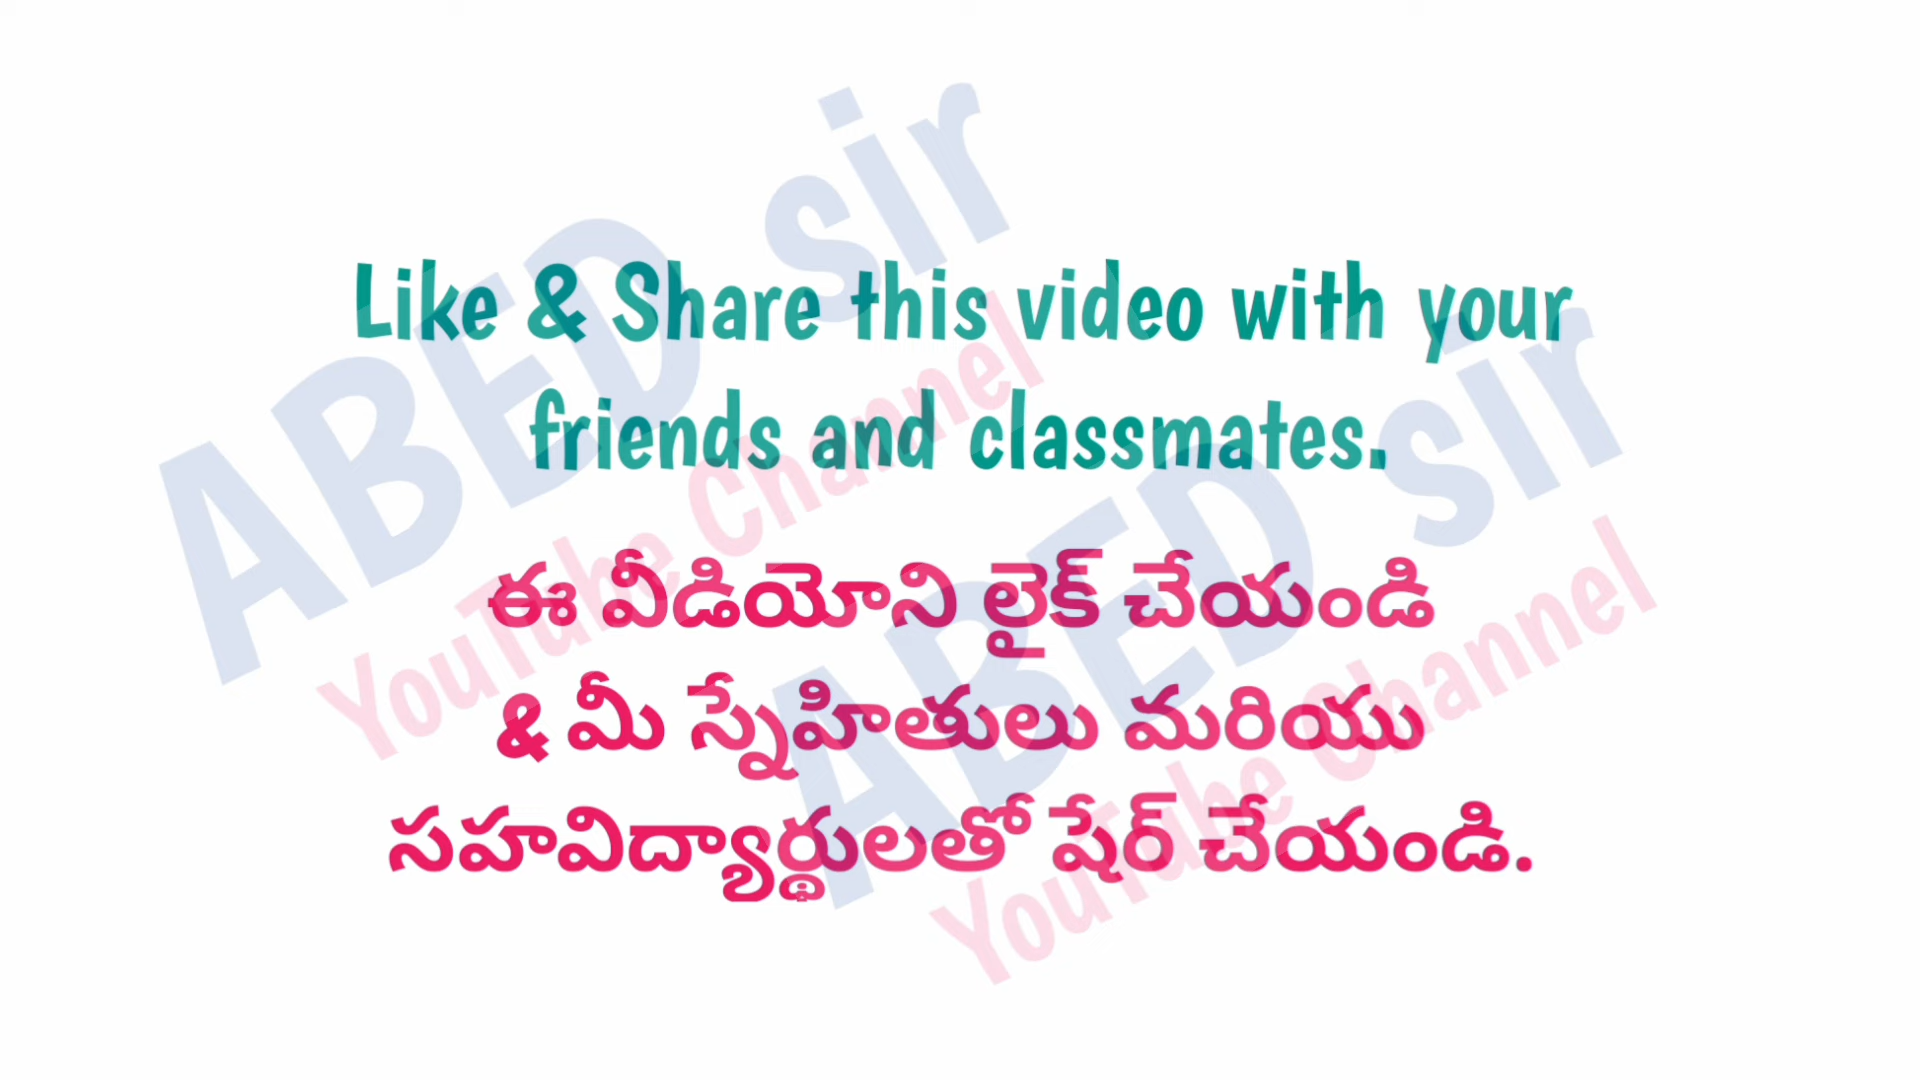 Like & Share this video with your
friends and classmates.
ఈ వీడియోని లైక్ చేయండి
& మీ స్నేహితులు మరియు
సహవిద్యార్థులతో షేర్ చేయండి.
ABED sir
YouTube Channel
ABED sir
YouTube Channel